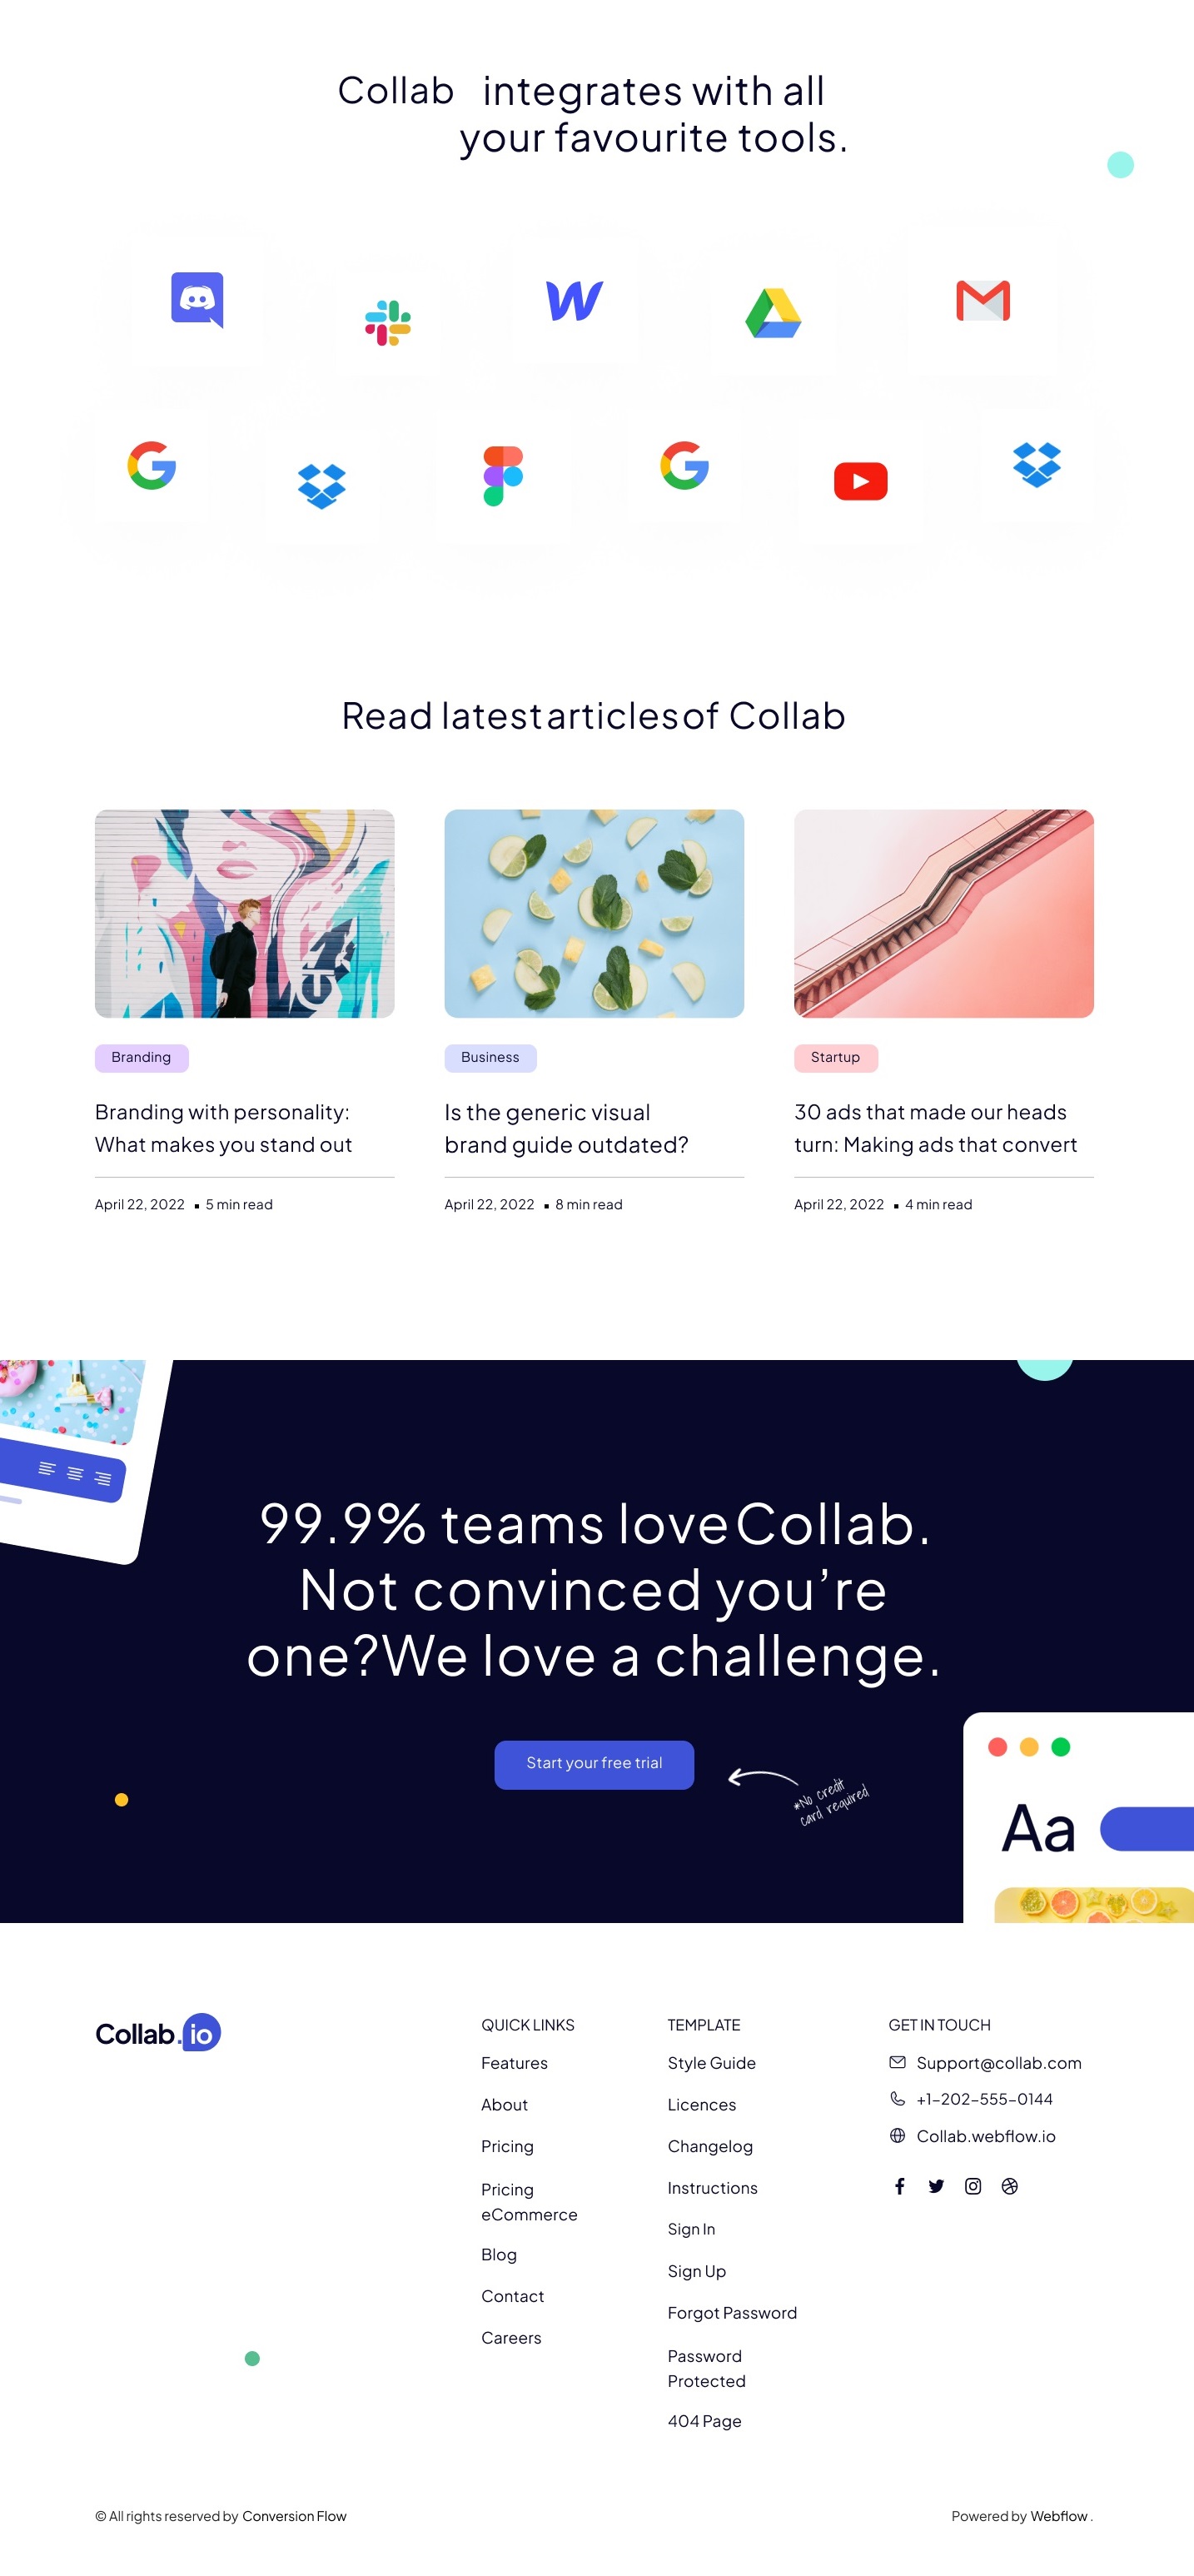 Collab integrates with all
your favourite tools.
Read latest articles of Collab
Branding
Branding with personality:
What makes you stand out
April 22, 2022 ▪ 5 min read
Business
Is the generic visual
brand guide outdated?
April 22, 2022 ▪ 8 min read
Startup
30 ads that made our heads
turn: Making ads that convert
April 22, 2022 ▪ 4 min read
99.9% teams love Collab.
Not convinced you’re
one?We love a challenge.
Start your free trial
*No credit
card required
Aa
Collab.io
QUICK LINKS
Features
About
Pricing
Pricing
eCommerce
Blog
Contact
Careers
TEMPLATE
Style Guide
Licences
Changelog
Instructions
Sign In
Sign Up
Forgot Password
Password
Protected
404 Page
GET IN TOUCH
Support@collab.com
+1-202-555-0144
Collab.webflow.io
© All rights reserved by Conversion Flow
Powered by Webflow .